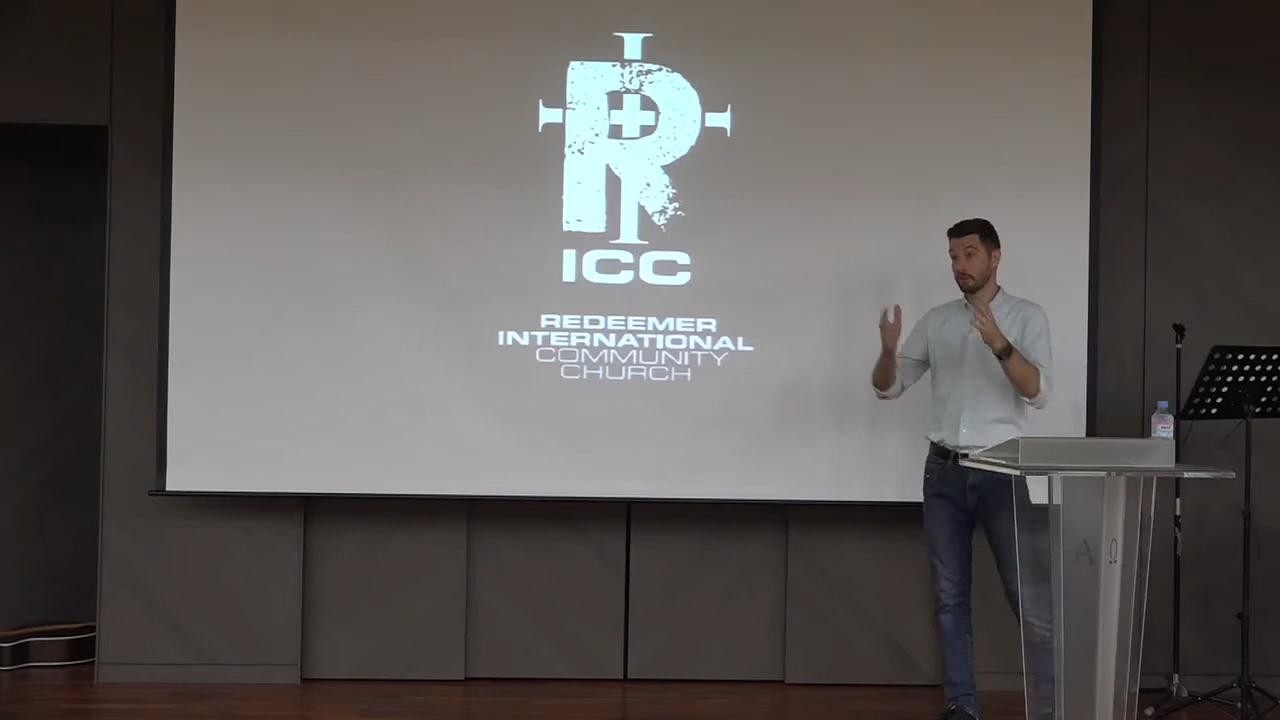 R
ICC
REDEEMER
INTERNATIONAL
COMMUNITY
CHURCH
Α Ω